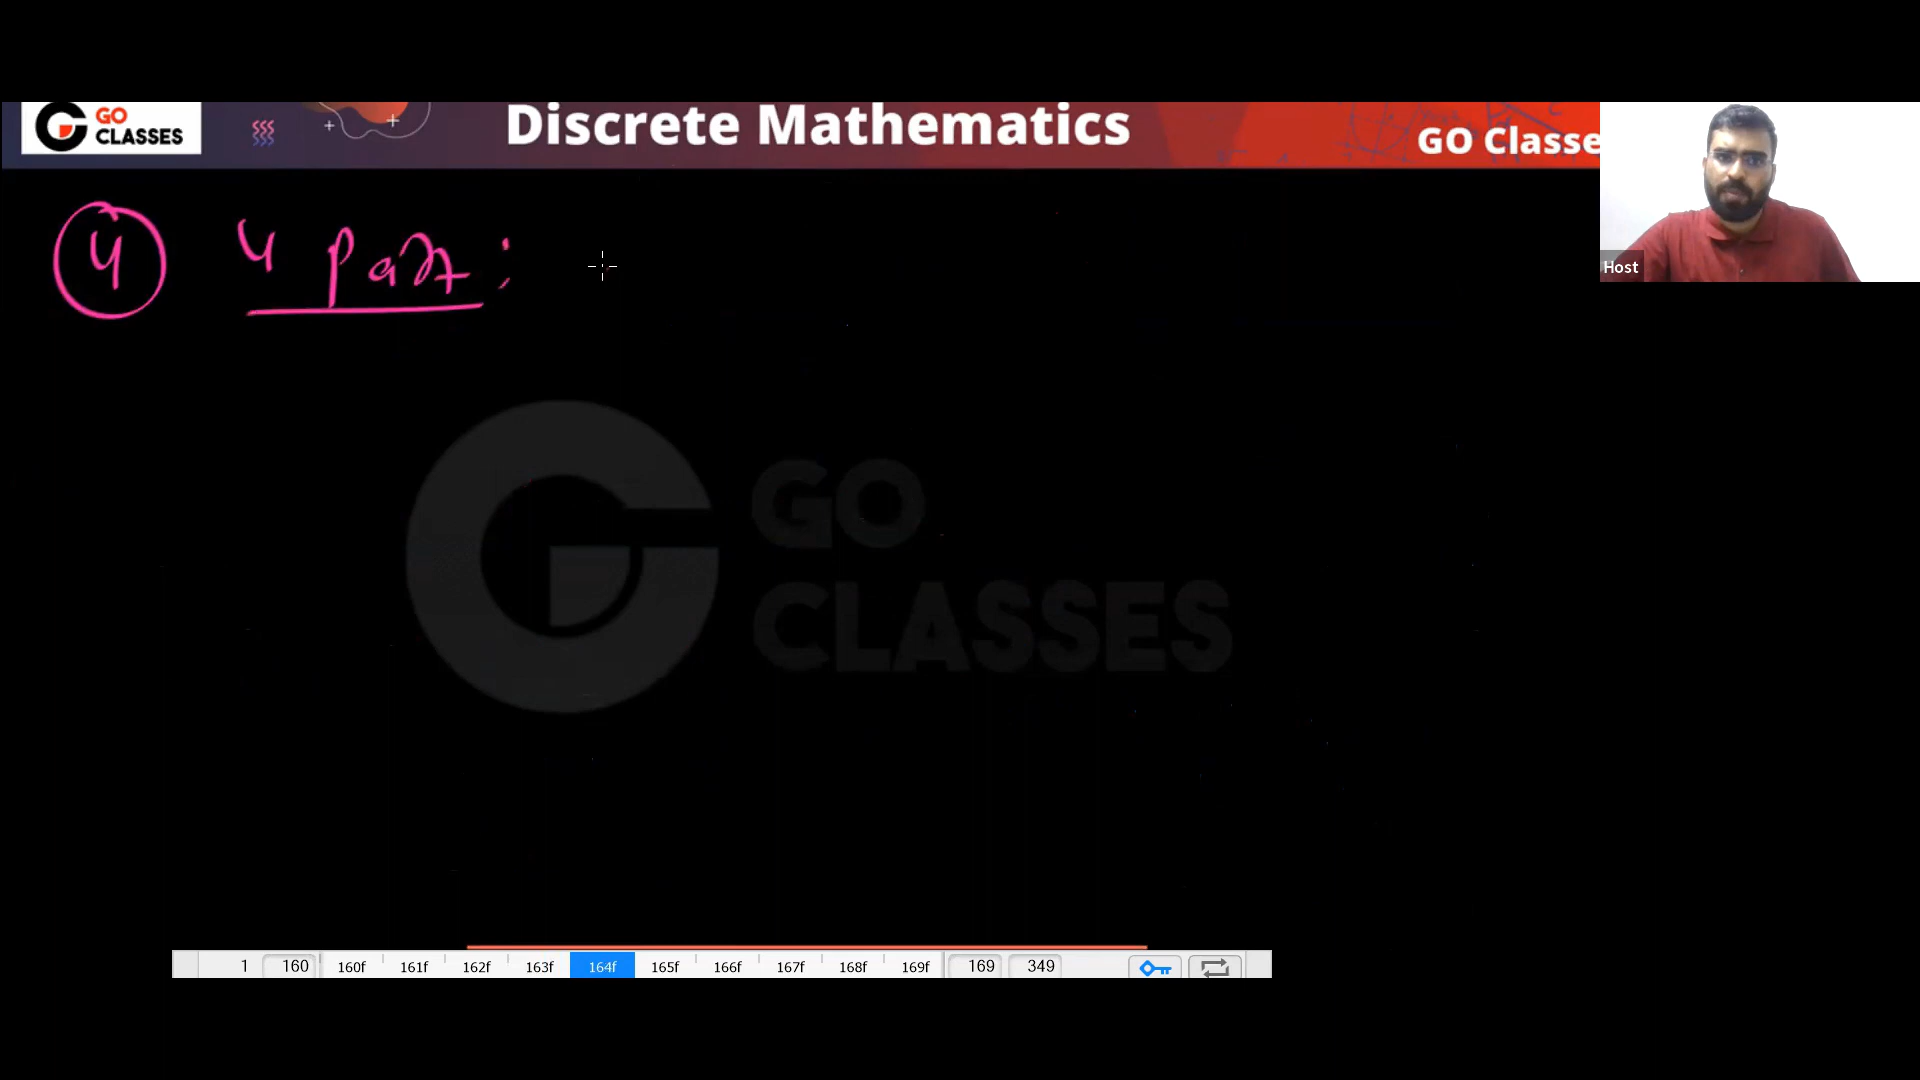 GO
CLASSES
Discrete Mathematics
GO Classe
Host
4 4 Part :
GO
CLASSES
1 160 160f 161f 162f 163f 164f 165f 166f 167f 168f 169f 169 349